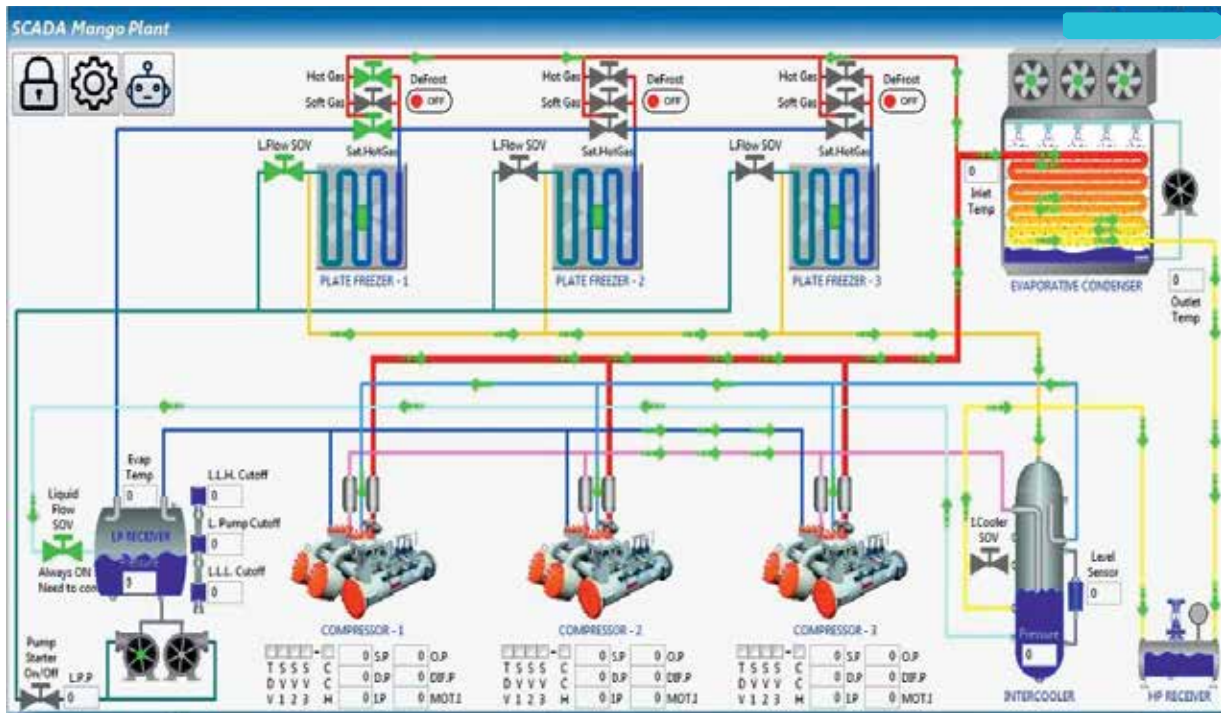 SCADA Mango Plant
Hot Gas
DeFrost
OFF
Soft Gas
L.Flow SOV
Sat.HotGas
PLATE FREEZER - 1
Hot Gas
DeFrost
OFF
Soft Gas
L.Flow SOV
Sat.HotGas
PLATE FREEZER - 2
Hot Gas
DeFrost
OFF
Soft Gas
L.Flow SOV
Sat.HotGas
PLATE FREEZER - 3
0
Inlet
Temp
EVAPORATIVE CONDENSER
0
Outlet
Temp
Evap
Temp
0
Liquid
Flow
SOV
LP RECEIVER
Always ON
Need to con
0
L.L.H. Cutoff
0
L. Pump Cutoff
0
L.L.L. Cutoff
0
Pump
Starter
On/Off
L.P.P
0
COMPRESSOR - 1
0 S.P 0 O.P
0 D.P 0 DIF.P
0 I.P 0 MOT.I
T S S S C
D V V V C
V 1 2 3 H
COMPRESSOR - 2
0 S.P 0 O.P
0 D.P 0 DIF.P
0 I.P 0 MOT.I
T S S S C
D V V V C
V 1 2 3 H
COMPRESSOR - 3
0 S.P 0 O.P
0 D.P 0 DIF.P
0 I.P 0 MOT.I
T S S S C
D V V V C
V 1 2 3 H
I.Cooler
SOV
Level
Sensor
0
Pressure
0
INTERCOOLER
HP RECEIVER